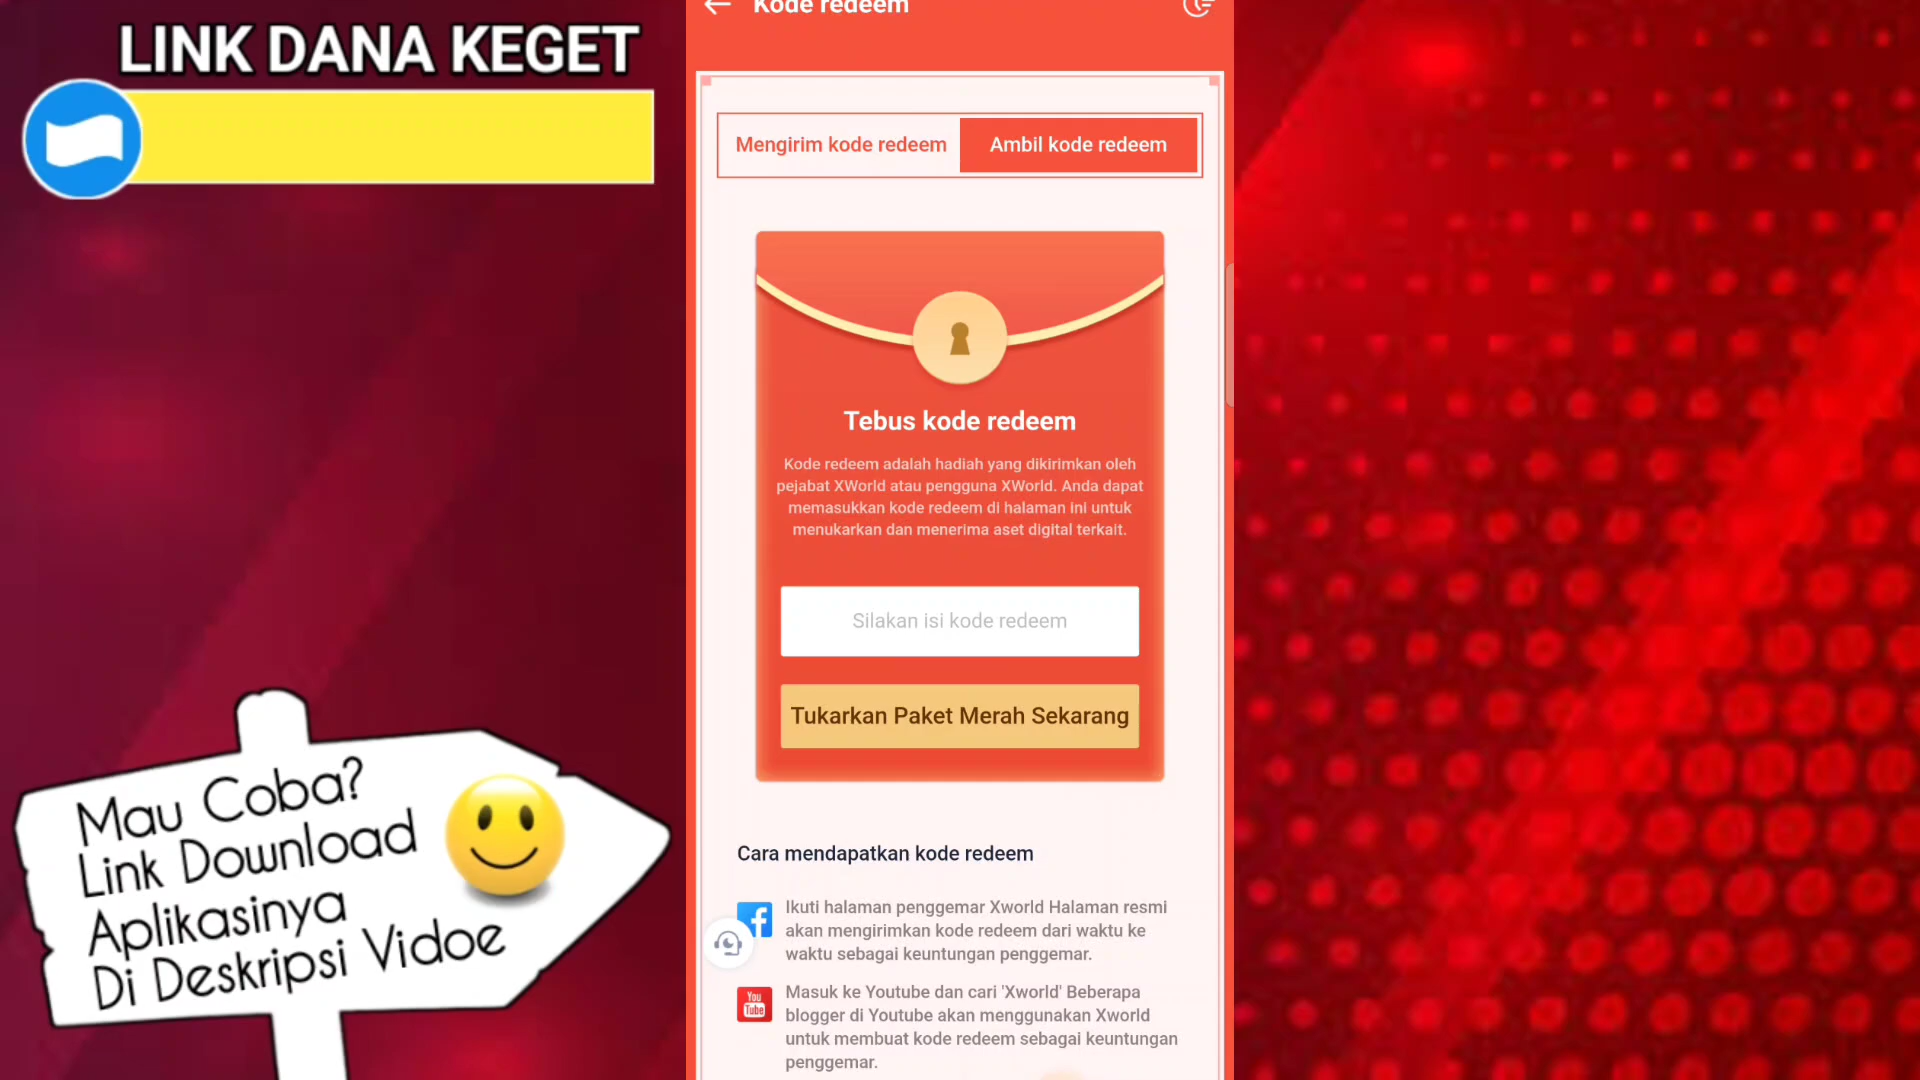 LINK DANA KEGET
Kode redeem
Mengirim kode redeem
Ambil kode redeem
Tebus kode redeem
Kode redeem adalah hadiah yang dikirimkan oleh
pejabat XWorld atau pengguna XWorld. Anda dapat
memasukkan kode redeem di halaman ini untuk
menukarkan dan menerima aset digital terkait.
Silakan isi kode redeem
Tukarkan Paket Merah Sekarang
Mau Coba?
Link Download
Aplikasinya
Di Deskripsi Vidoe
Cara mendapatkan kode redeem
Ikuti halaman penggemar Xworld Halaman resmi
akan mengirimkan kode redeem dari waktu ke
waktu sebagai keuntungan penggemar.
You
Tube
Masuk ke Youtube dan cari 'Xworld' Beberapa
blogger di Youtube akan menggunakan Xworld
untuk membuat kode redeem sebagai keuntungan
penggemar.